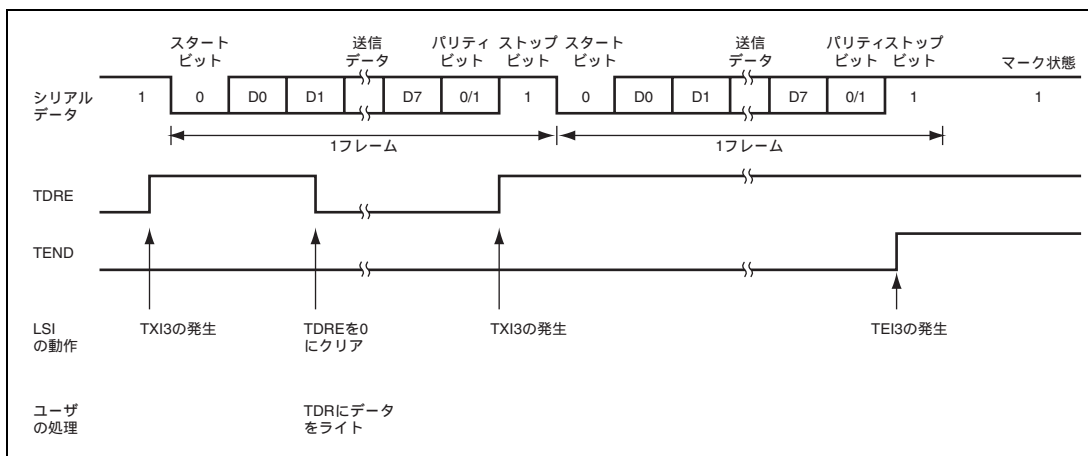 スタート
ビット
送信
データ
パリティ
ビット
ストップ
ビット
スタート
ビット
送信
データ
パリティ
ビット
ストップ
ビット
マーク状態
シリアル
データ
1 0 D0 D1 D7 0/1 1 0 D0 D1 D7 0/1 1 1
1フレーム 1フレーム
TDRE
TEND
LSI
の動作
TXI3の発生
TDREを0
にクリア
TXI3の発生
TEI3の発生
ユーザ
の処理
TDRにデータ
をライト